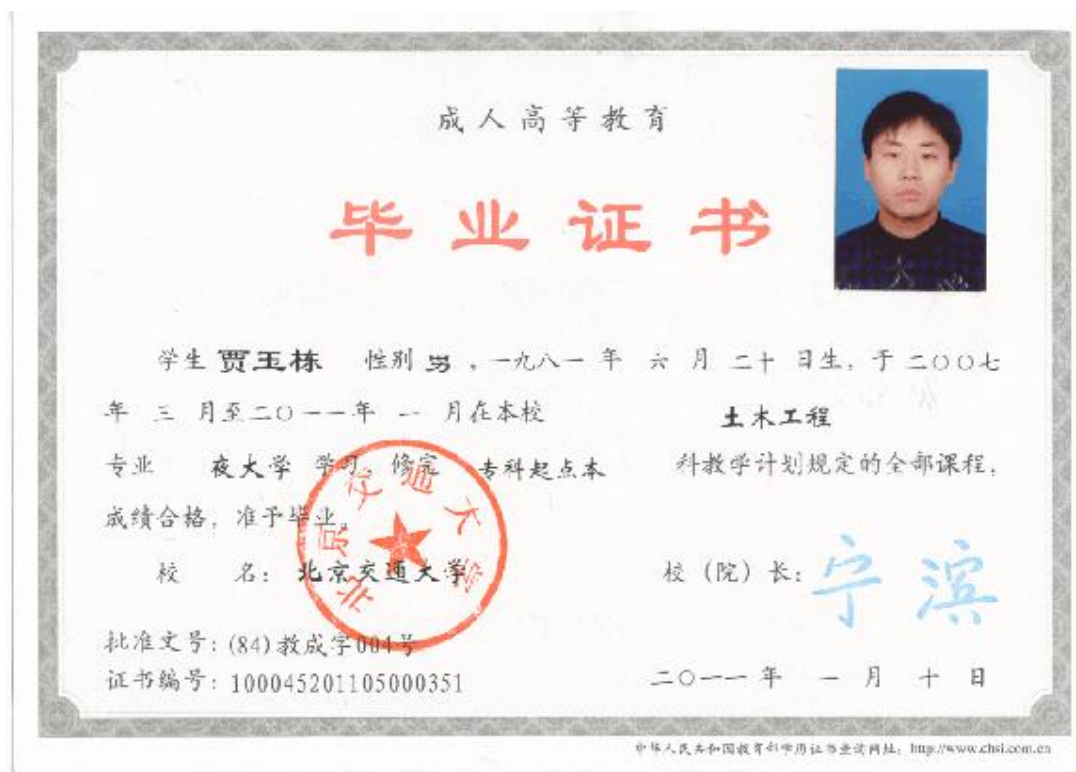 成人高等教育
毕业证书
学生 贾玉栋 性别 男，一九八一 年 六 月 二十 日生，于二〇〇七
年 三 月至二〇一一年 一 月在本校 土木工程
专业 夜大学 学习，修完 专科起点本 科教学计划规定的全部课程，
成绩合格，准予毕业。
北京交通大学
校 名：北京交通大学 校（院）长：宁滨
批准文号：(84)教成字004号
证书编号：100045201105000351 二〇一一年 一 月 十 日
中华人民共和国教育部学历证书查询网址：http://www.chsi.com.cn